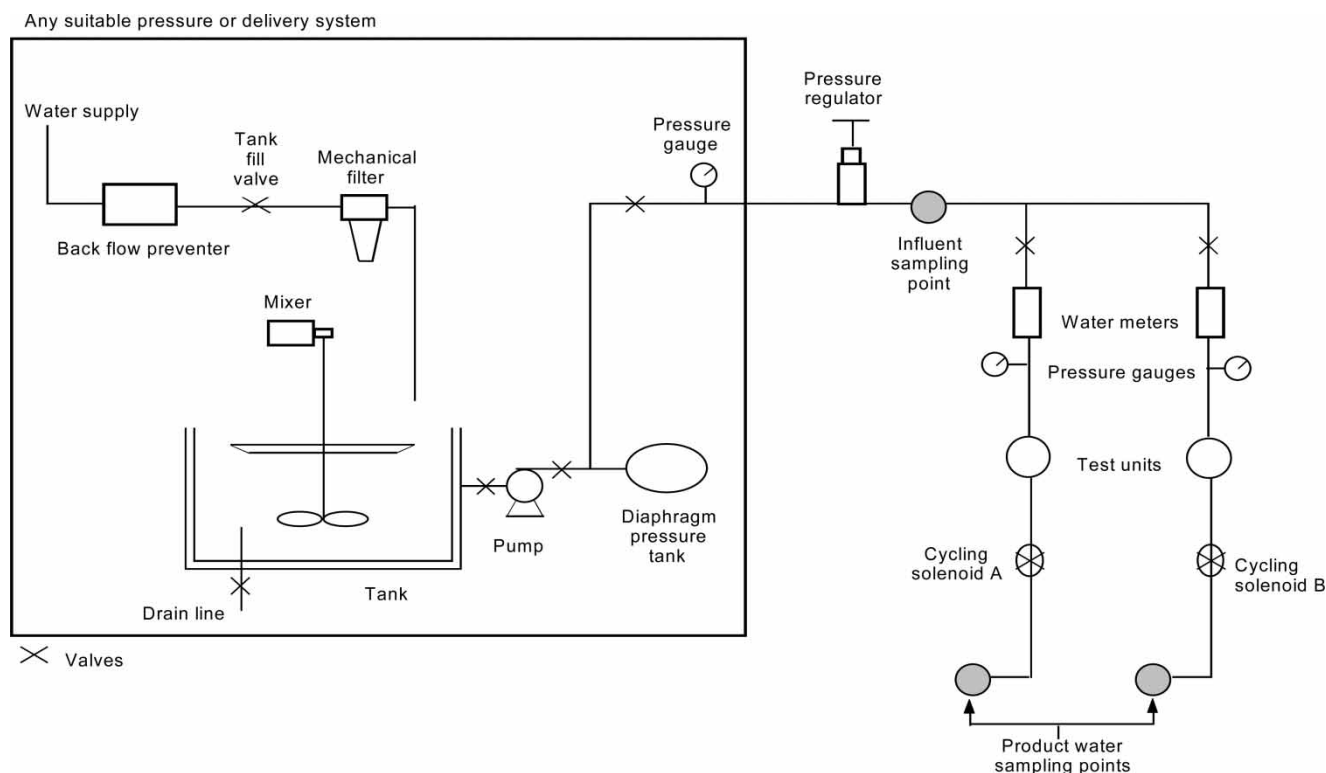 Any suitable pressure or delivery system
Water supply
Tank
fill
valve
Mechanical
filter
Back flow preventer
Mixer
Pressure
gauge
Pressure
regulator
Influent
sampling
point
Water meters
Pressure gauges
Test units
Diaphragm
pressure
tank
Pump
Tank
Drain line
Cycling
solenoid A
Cycling
solenoid B
Valves
Product water
sampling points